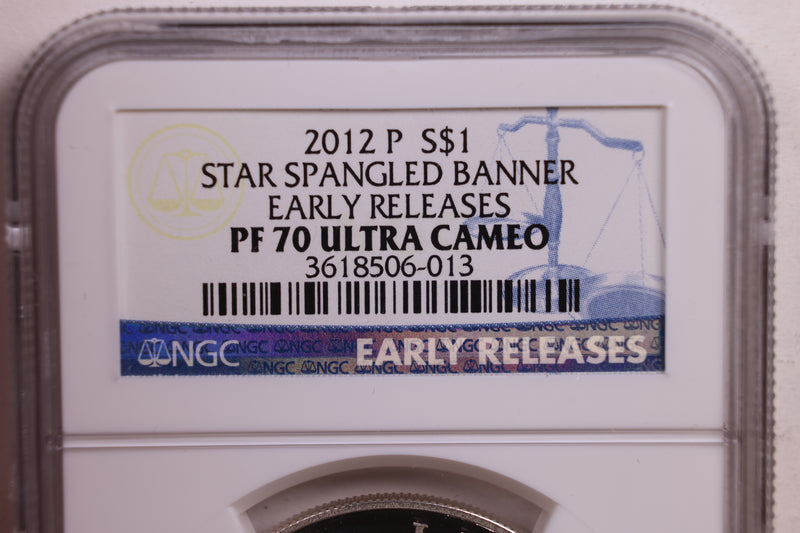 2012 P S$1
STAR SPANGLED BANNER
EARLY RELEASES
PF 70 ULTRA CAMEO
3618506-013
NGC EARLY RELEASES